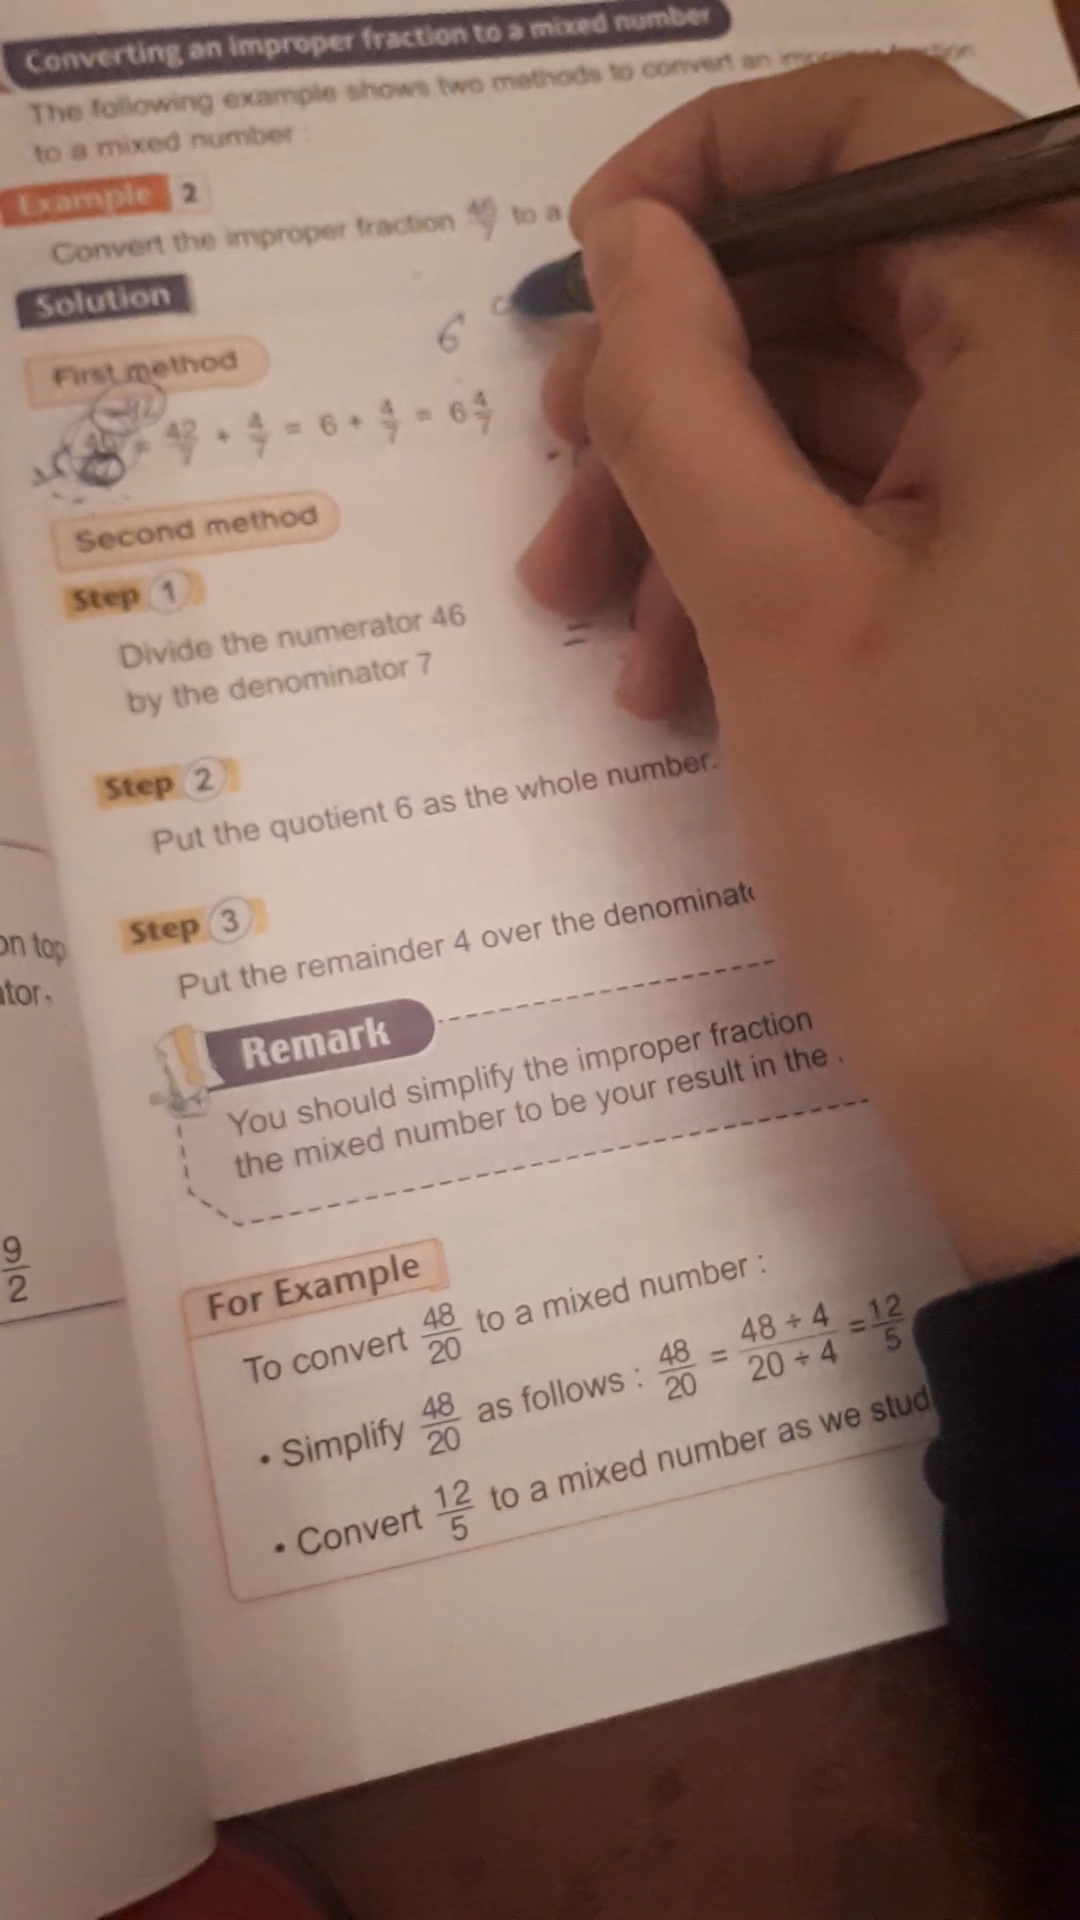 Converting an improper fraction to a mixed number
The following example shows two methods to convert an improper fraction
to a mixed number :
Example 2
Convert the improper fraction 46/7 to a
Solution
6
First method
= 42/7 + 4/7 = 6 + 4/7 = 6 4/7
Second method
Step 1
Divide the numerator 46
by the denominator 7
=
Step 2
Put the quotient 6 as the whole number.
Step 3
Put the remainder 4 over the
on top
ator.
Remark
You should simplify the improper fraction
the mixed number to be your result in the
9/2
For Example
To convert 48/20 to a mixed number :
• Simplify 48/20 as follows : 48/20 = 48 ÷ 4/20 ÷ 4 = 12/5
• Convert 12/5 to a mixed number as we